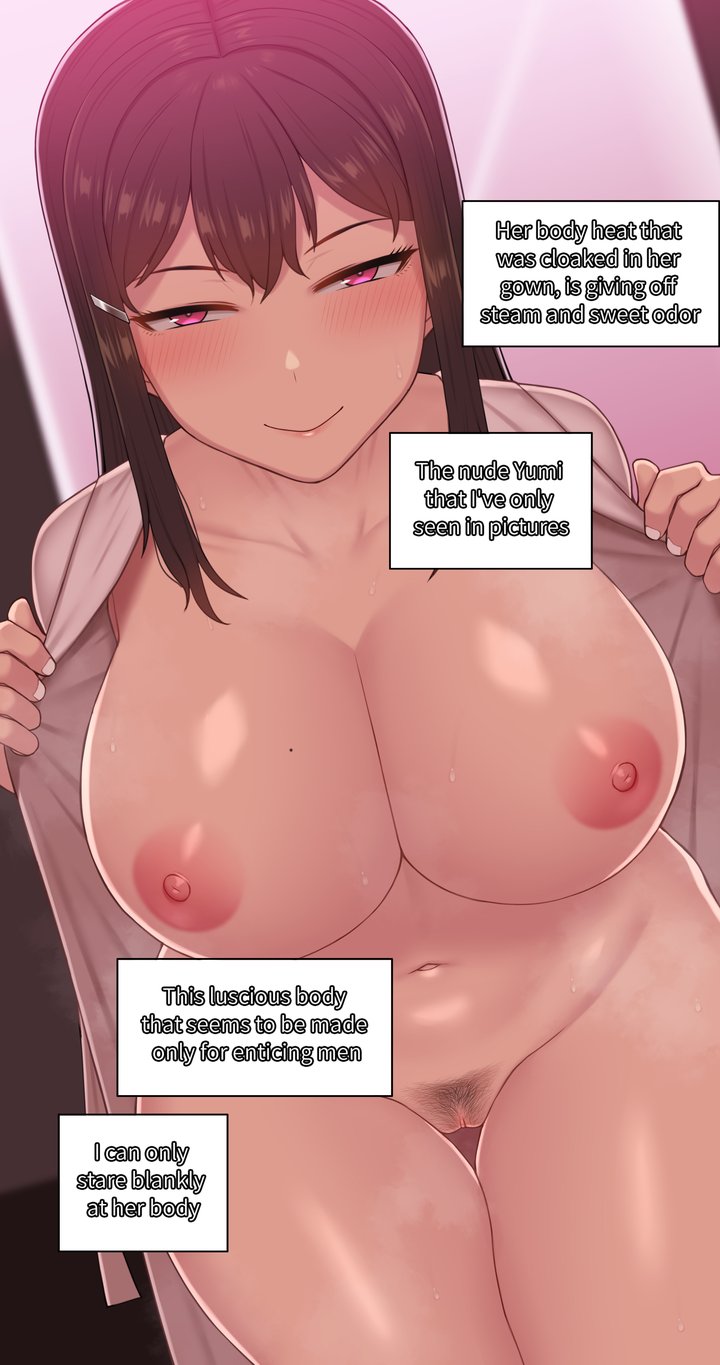 Her body heat that
was cloaked in her
gown, is giving off
steam and sweet odor
The nude Yumi
that I've only
seen in pictures
This luscious body
that seems to be made
only for enticing men
I can only
stare blankly
at her body